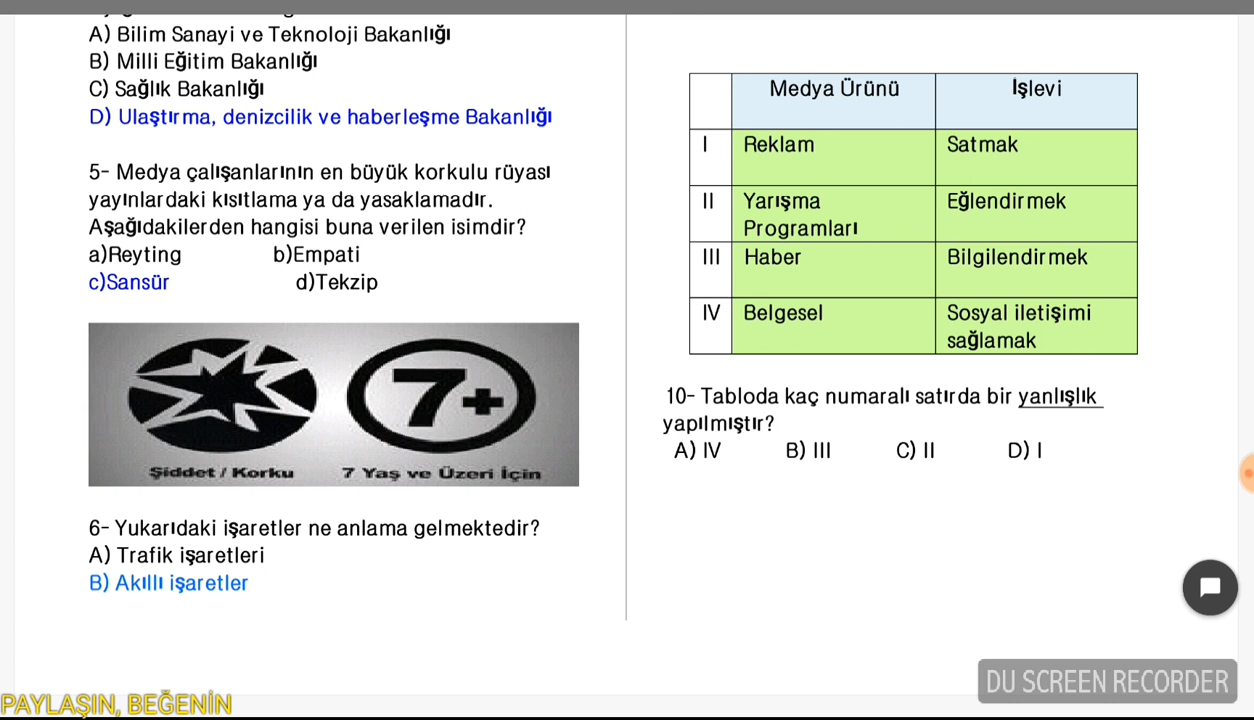 A) Bilim Sanayi ve Teknoloji Bakanlığı
B) Milli Eğitim Bakanlığı
C) Sağlık Bakanlığı
D) Ulaştırma, denizcilik ve haberleşme Bakanlığı
5- Medya çalışanlarının en büyük korkulu rüyası
yayınlardaki kısıtlama ya da yasaklamadır.
Aşağıdakilerden hangisi buna verilen isimdir?
a)Reyting b)Empati
c)Sansür d)Tekzip
7+
Şiddet / Korku 7 Yaş ve Üzeri İçin
6- Yukarıdaki işaretler ne anlama gelmektedir?
A) Trafik işaretleri
B) Akıllı işaretler
Medya Ürünü İşlevi
I Reklam Satmak
II Yarışma Eğlendirmek
Programları
III Haber Bilgilendirmek
IV Belgesel Sosyal iletişimi
sağlamak
10- Tabloda kaç numaralı satırda bir yanlışlık
yapılmıştır?
A) IV B) III C) II D) I
DU SCREEN RECORDER
PAYLAŞIN, BEĞENİN